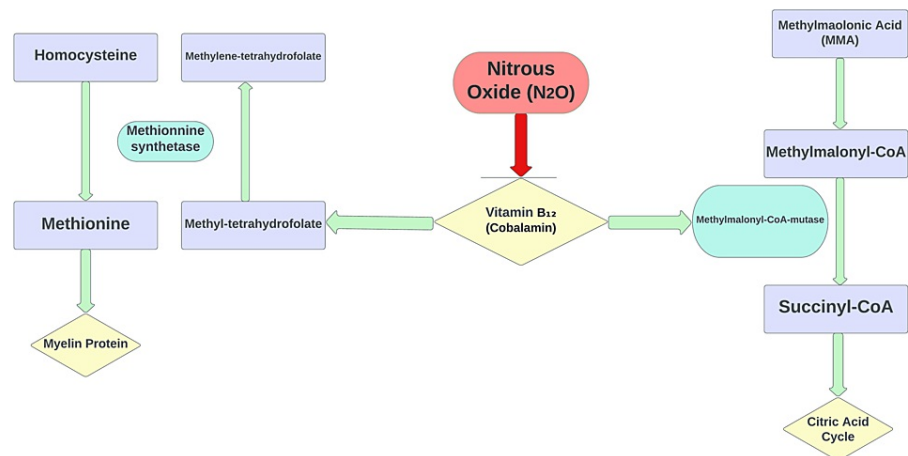 Homocysteine
Methylene-tetrahydrofolate
Nitrous
Oxide (N2O)
Methylmaolonic Acid
(MMA)
Methionnine
synthetase
Methylmalonyl-CoA
Methionine
Methyl-tetrahydrofolate
Vitamin B₁₂
(Cobalamin)
Methylmalonyl-CoA-mutase
Succinyl-CoA
Myelin Protein
Citric Acid
Cycle